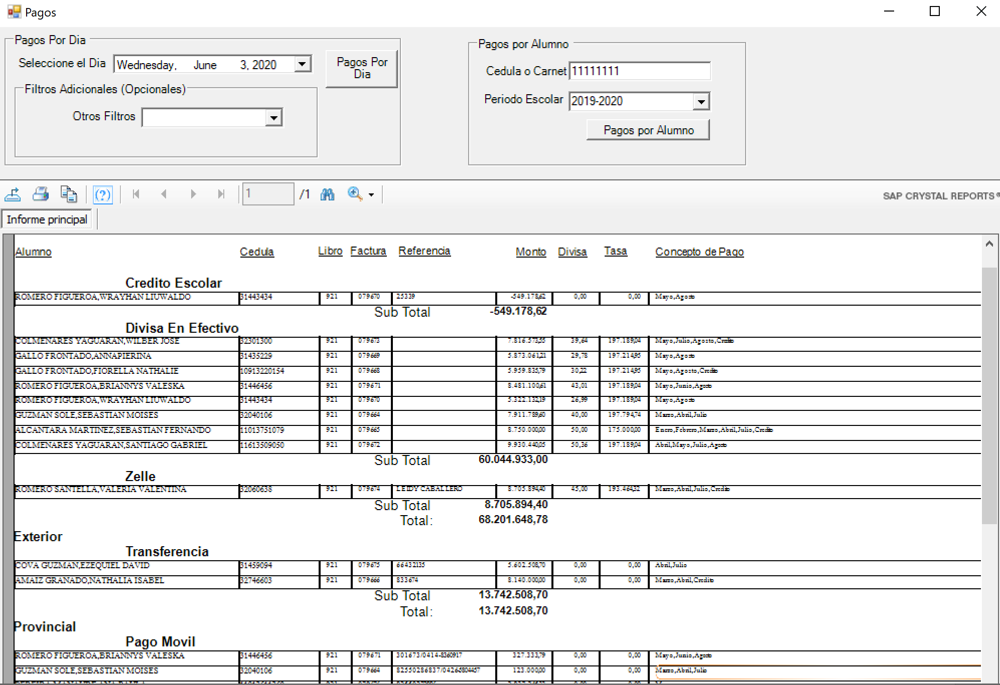 Pagos
Pagos Por Dia
Seleccione el Dia Wednesday, June 3, 2020
Pagos Por Dia
Filtros Adicionales (Opcionales)
Otros Filtros
Pagos por Alumno
Cedula o Carnet 11111111
Periodo Escolar 2019-2020
Pagos por Alumno
1 /1
SAP CRYSTAL REPORTS®
Informe principal
Alumno Cedula Libro Factura Referencia Monto Divisa Tasa Concepto de Pago
Credito Escolar
ROMERO FIGUEROA,WRAYHAN LIUWALDO 31443434 921 079670 25339 -549.178,62 0,00 0,00 Mayo,Agosto
Sub Total -549.178,62
Divisa En Efectivo
COLMENARES YAGUARAN,WILBER JOSE 32301300 921 079673 7.816.573,55 39,64 197.189,04 Mayo,Julio,Agosto,Credito
GALLO FRONTADO,ANNAPIERINA 31435229 921 079669 5.873.061,21 29,78 197.214,95 Mayo,Agosto
GALLO FRONTADO,FIORELLA NATHALIE 10913220154 921 079668 5.959.835,79 30,22 197.214,95 Mayo,Agosto,Credito
ROMERO FIGUEROA,BRIANNYS VALESKA 31446456 921 079671 8.481.100,61 43,01 197.189,04 Mayo,Junio,Agosto
ROMERO FIGUEROA,WRAYHAN LIUWALDO 31443434 921 079670 5.322.132,19 26,99 197.189,04 Mayo,Agosto
GUZMAN SOLE,SEBASTIAN MOISES 32040106 921 079664 7.911.789,60 40,00 197.794,74 Marzo,Abril,Julio
ALCANTARA MARTINEZ,SEBASTIAN FERNANDO 11013751079 921 079665 8.750.000,00 50,00 175.000,00 Enero,Febrero,Marzo,Abril,Julio,Credito
COLMENARES YAGUARAN,SANTIAGO GABRIEL 11613509050 921 079672 9.930.440,05 50,36 197.189,04 Abril,Mayo,Julio,Agosto
Sub Total 60.044.933,00
Zelle
ROMERO SANTELLA,VALERIA VALENTINA 32060638 921 079674 LEIDY CABALLERO 8.705.894,40 45,00 193.464,32 Marzo,Abril,Julio,Credito
Sub Total 8.705.894,40
Total: 68.201.648,78
Exterior
Transferencia
COVA GUZMAN,EZEQUIEL DAVID 31459094 921 079675 66432135 5.602.508,70 0,00 0,00 Abril,Julio
AMAIZ GRANADO,NATHALIA ISABEL 32746603 921 079666 833674 8.140.000,00 0,00 0,00 Marzo,Abril,Credito
Sub Total 13.742.508,70
Total: 13.742.508,70
Provincial
Pago Movil
ROMERO FIGUEROA,BRIANNYS VALESKA 31446456 921 079671 301673/0414-8360917 327.333,79 0,00 0,00 Mayo,Junio,Agosto
GUZMAN SOLE,SEBASTIAN MOISES 32040106 921 079664 82550286837/04265804457 123.000,00 0,00 0,00 Marzo,Abril,Julio